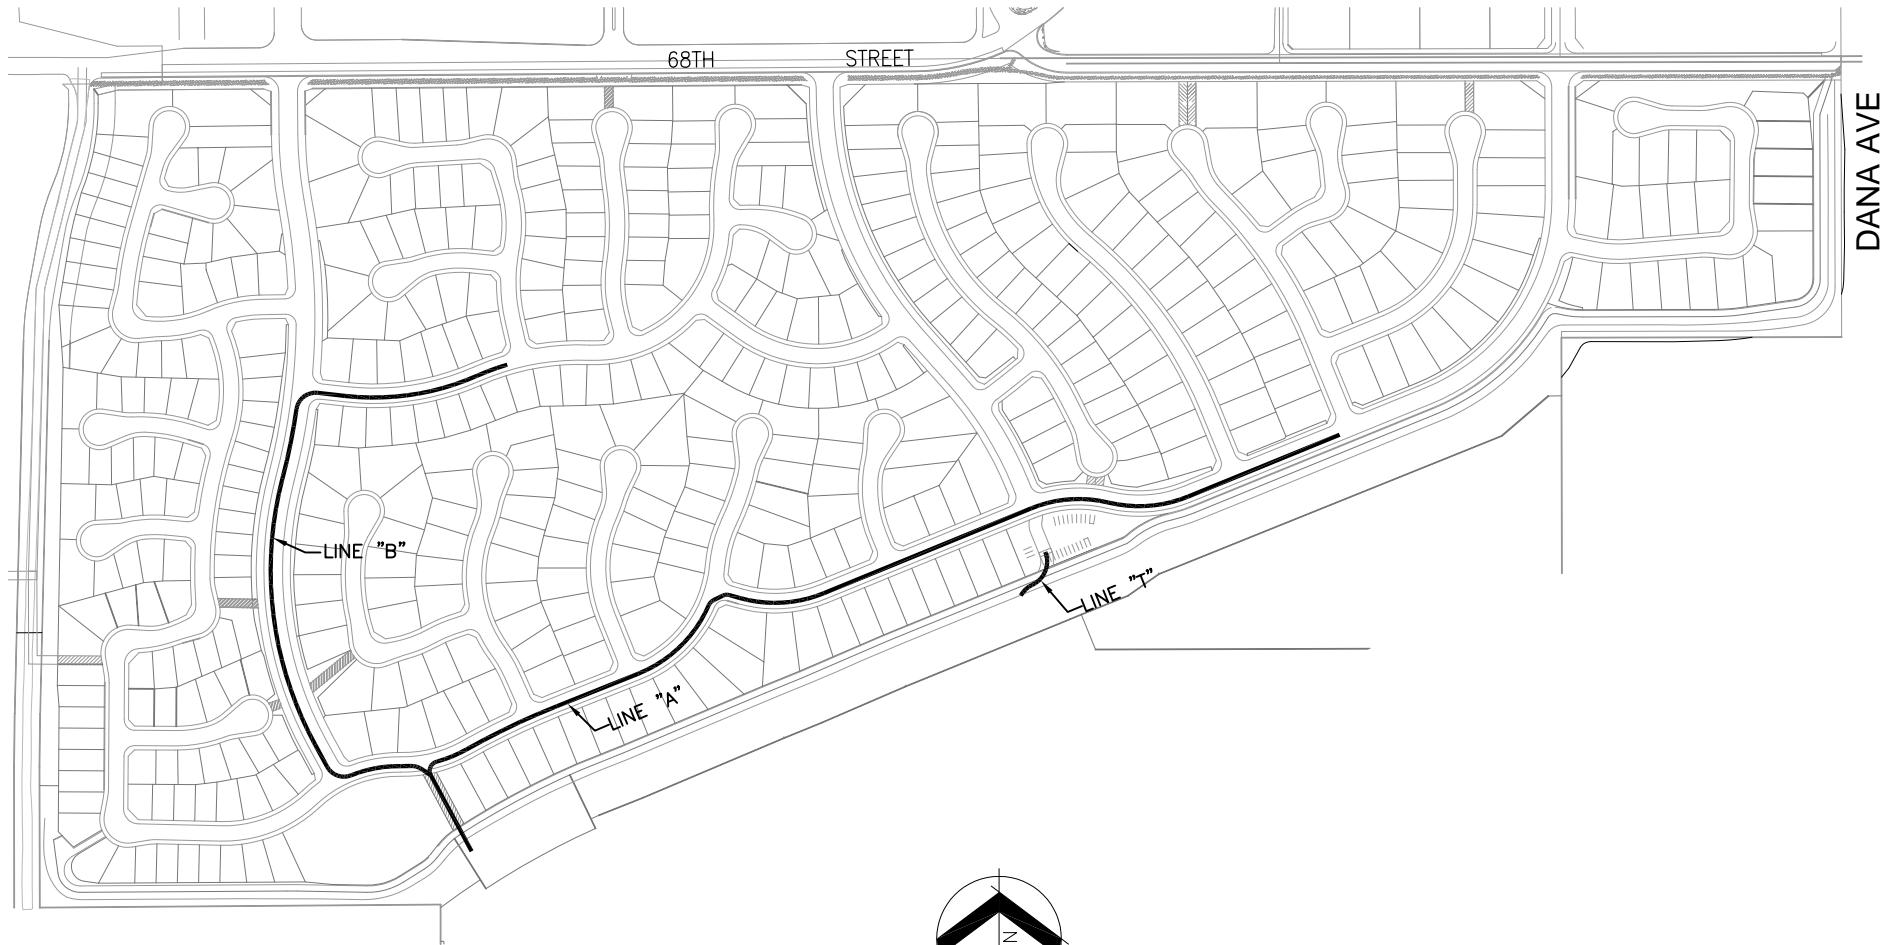 68TH STREET
DANA AVE
LINE "B"
LINE "T"
LINE "A"
N